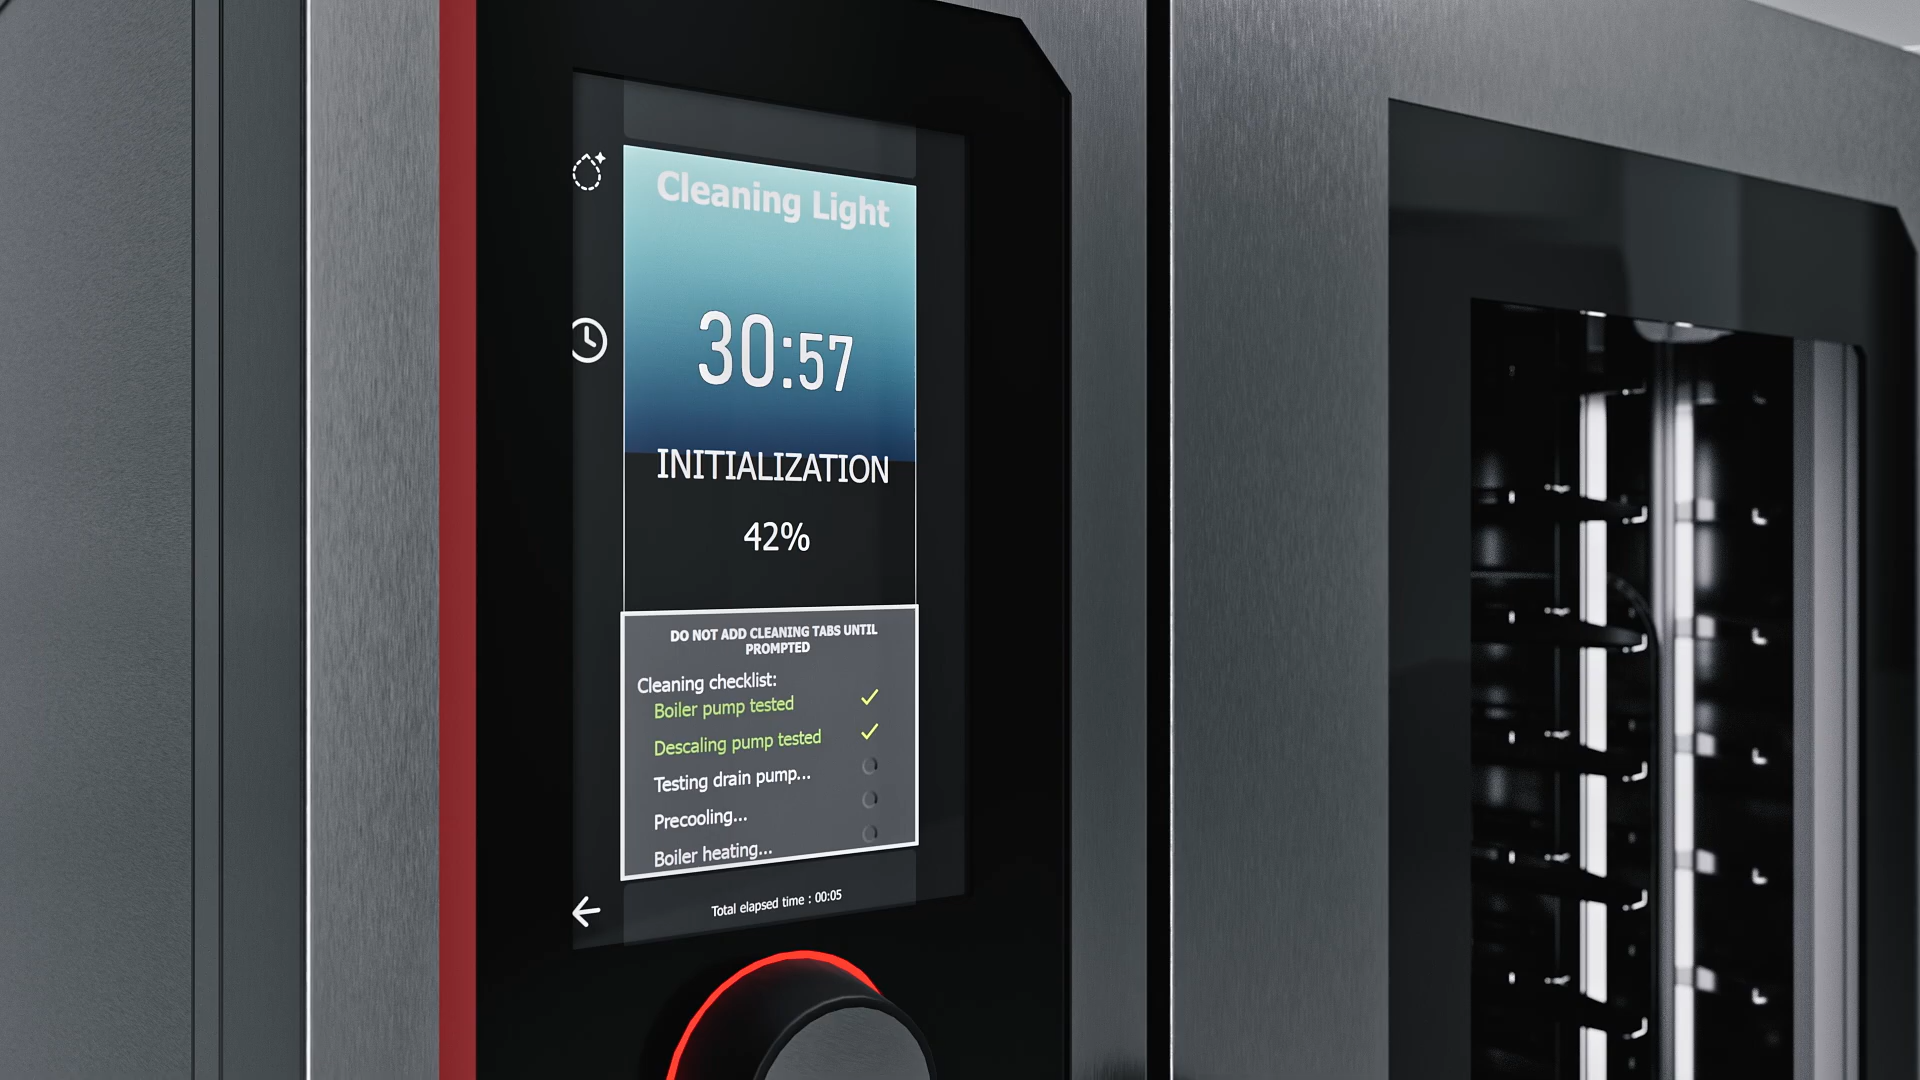 Cleaning Light
30:57
INITIALIZATION
42%
DO NOT ADD CLEANING TABS UNTIL
PROMPTED
Cleaning checklist:
Boiler pump tested
Descaling pump tested
Testing drain pump...
Precooling...
Boiler heating...
Total elapsed time : 00:05